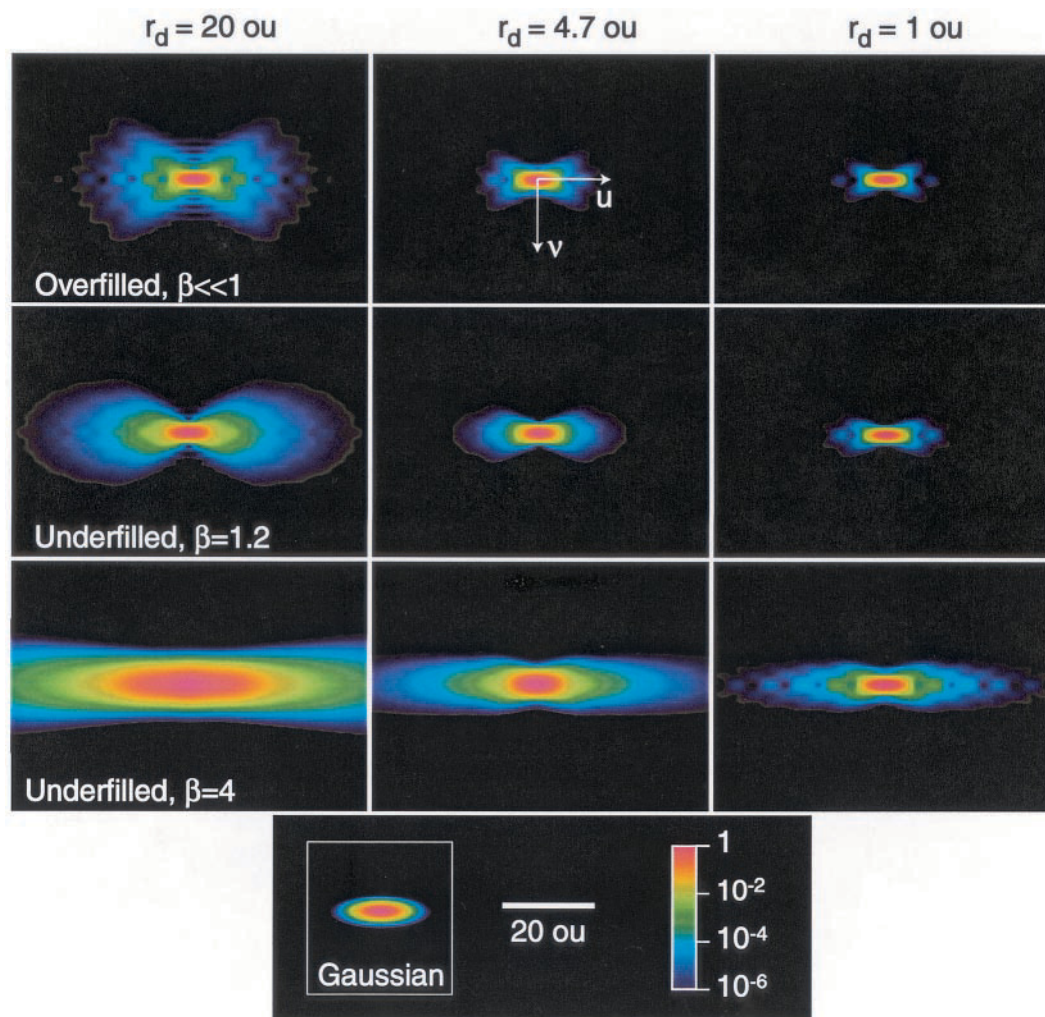 r_d = 20 ou
r_d = 4.7 ou
r_d = 1 ou
u
ν
Overfilled, β<<1
Underfilled, β=1.2
Underfilled, β=4
Gaussian
20 ou
1
10^-2
10^-4
10^-6